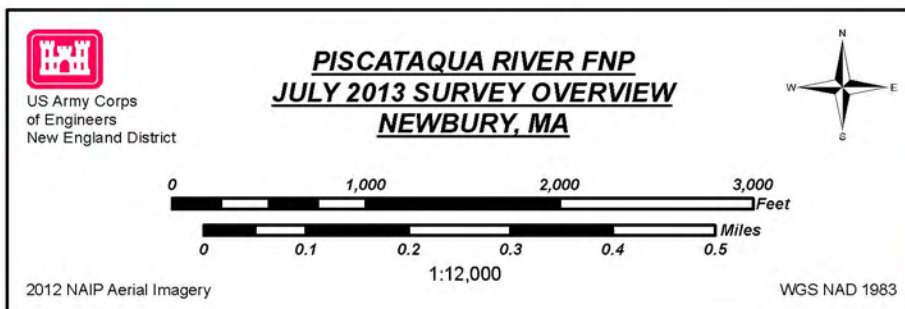 US Army Corps
of Engineers
New England District
PISCATAQUA RIVER FNP
JULY 2013 SURVEY OVERVIEW
NEWBURY, MA
N
W E
S
0 1,000 2,000 3,000
Feet
Miles
0 0.1 0.2 0.3 0.4 0.5
1:12,000
2012 NAIP Aerial Imagery
WGS NAD 1983